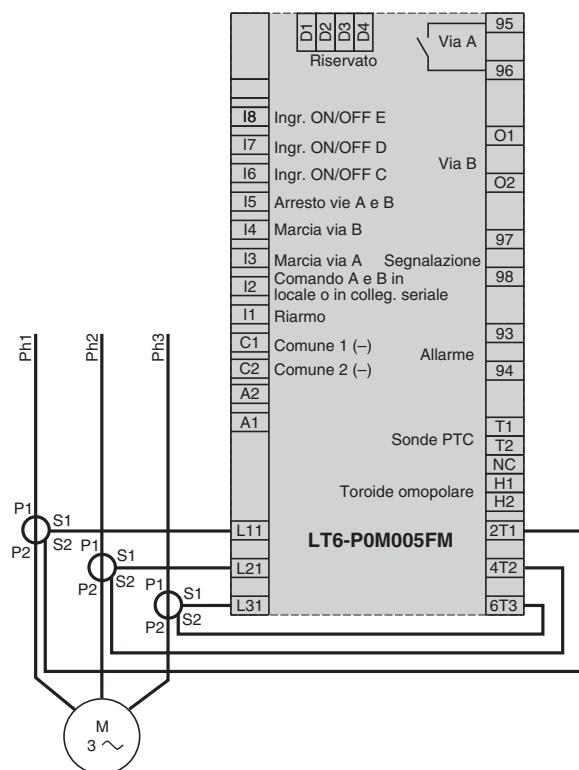 D1 D2 D3 D4
Riservato
Via A
95
96
I8 Ingr. ON/OFF E
I7 Ingr. ON/OFF D
I6 Ingr. ON/OFF C
I5 Arresto vie A e B
I4 Marcia via B
I3 Marcia via A
I2 Comando A e B in
locale o in colleg. seriale
I1 Riarmo
C1 Comune 1 (–)
C2 Comune 2 (–)
A2
A1
O1
Via B
O2
97
Segnalazione
98
93
Allarme
94
Sonde PTC
T1
T2
NC
Toroide omopolare
H1
H2
LT6-P0M005FM
L11
L21
L31
2T1
4T2
6T3
Ph1
Ph2
Ph3
P1 S1
P2 S2
P1 S1
P2 S2
P1 S1
P2 S2
M
3